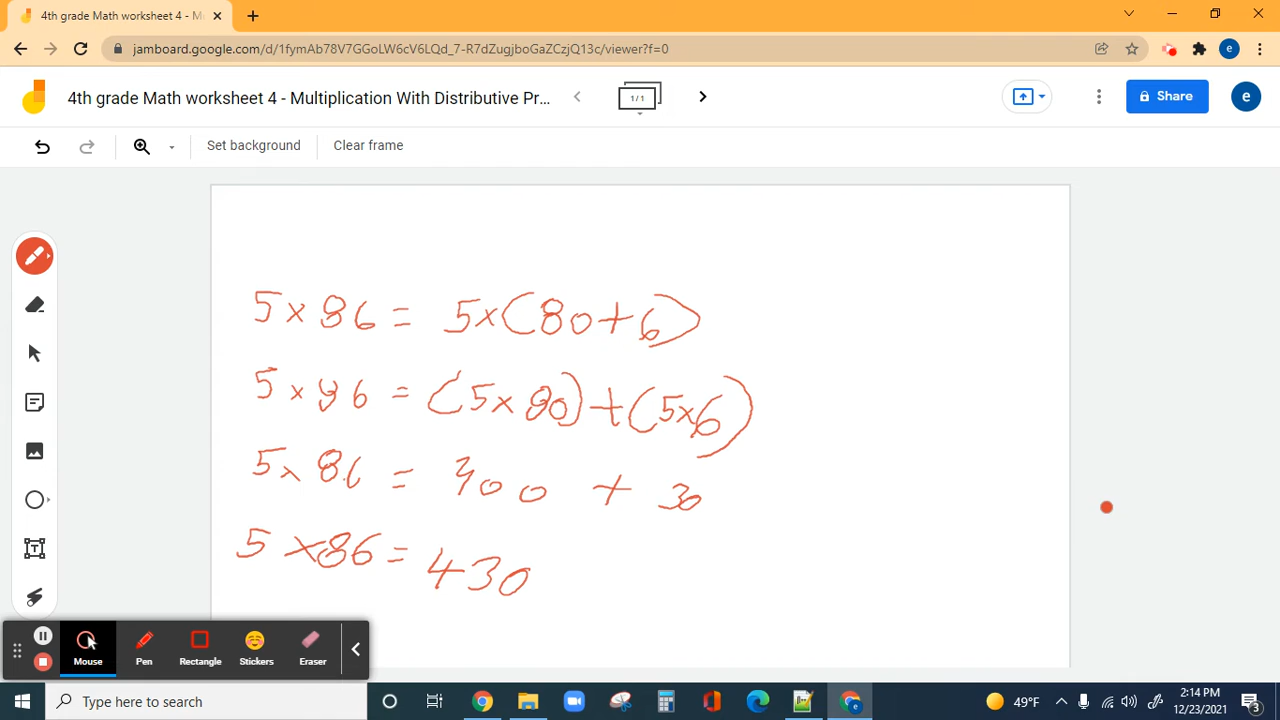 4th grade Math worksheet 4 - M
jamboard.google.com/d/1fymAb78V7GGoLW6cV6LQd_7-R7dZugjboGaZCzjQ13c/viewer?f=0
e
4th grade Math worksheet 4 - Multiplication With Distributive Pr...
1 / 1
Share
e
Set background
Clear frame
5 x 86 = 5x(80+6)
5 x 86 = (5 x 80) + (5x6)
5 x 86 = 400 + 30
5 x 86 = 430
Mouse
Pen
Rectangle
Stickers
Eraser
Type here to search
49°F
2:14 PM
12/23/2021
3